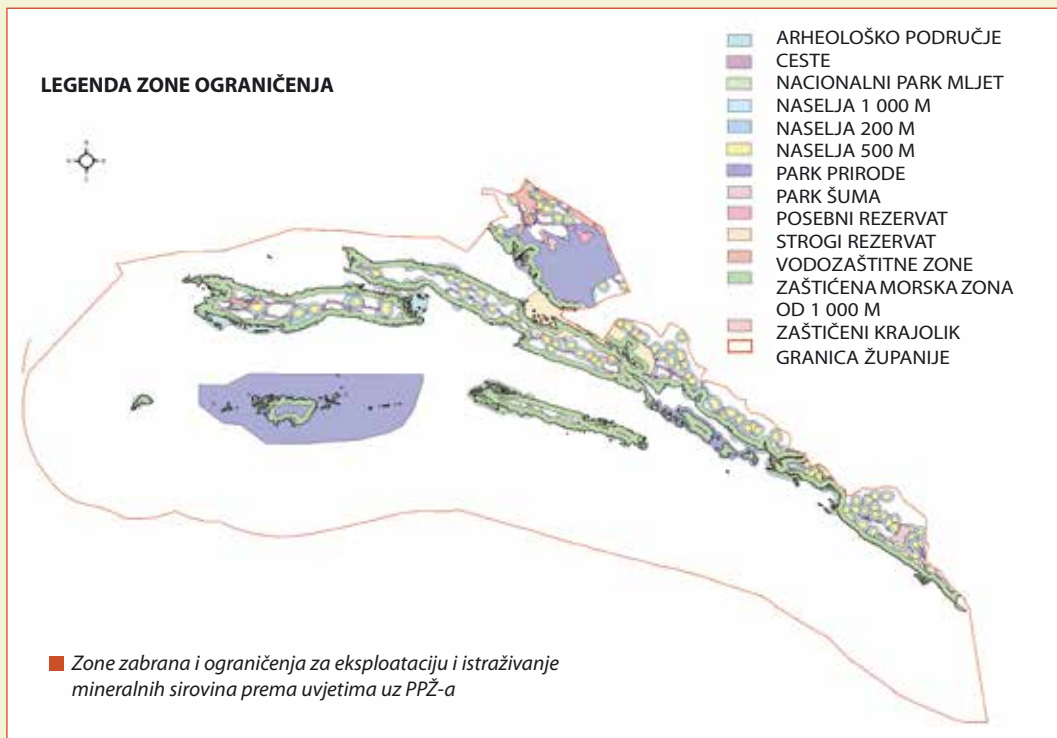 LEGENDA ZONE OGRANIČENJA
ARHEOLOŠKO PODRUČJE
CESTE
NACIONALNI PARK MLJET
NASELJA 1 000 M
NASELJA 200 M
NASELJA 500 M
PARK PRIRODE
PARK ŠUMA
POSEBNI REZERVAT
STROGI REZERVAT
VODOZAŠTITNE ZONE
ZAŠTIĆENA MORSKA ZONA
OD 1 000 M
ZAŠTIČENI KRAJOLIK
GRANICA ŽUPANIJE
Zone zabrana i ograničenja za eksploataciju i istraživanje
mineralnih sirovina prema uvjetima uz PPŽ-a